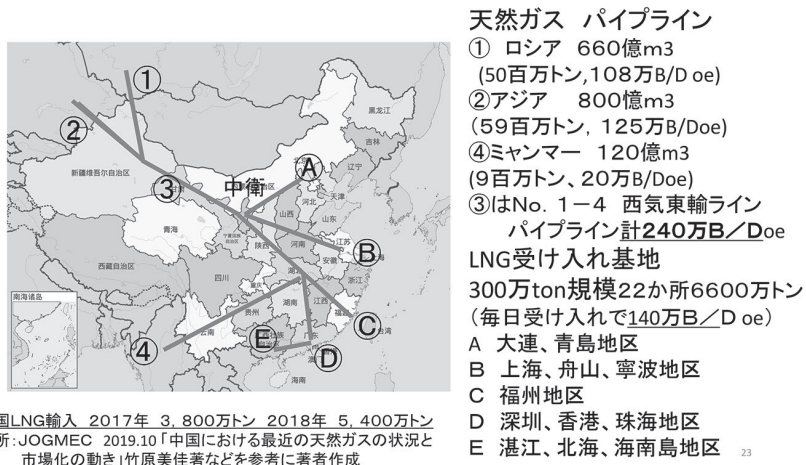 天然ガス　パイプライン
①　ロシア　660億ｍ3
(50百万トン,108万B/D oe)
②アジア　　800億ｍ3
（59百万トン，125万B/Doe)
④ミャンマー　120億m3
(9百万トン、20万B/Doe)
③はＮｏ．１－４　西気東輸ライン
パイプライン計240万Ｂ／Ｄoe
LNG受け入れ基地
300万ton規模22か所6600万トン
（毎日受け入れで140万Ｂ／Ｄ oe）
A　大連、青島地区
B　上海、舟山、寧波地区
C　福州地区
D　深圳、香港、珠海地区
E　湛江、北海、海南島地区
23
①
②
③
中衛
A
B
C
D
E
④
黑龙江
吉林
辽宁
新疆维吾尔自治区
河北
天津
山西
山东
青海
宁夏回族
自治区
陕西
河南
江苏
安徽
西藏自治区
四川
重庆
浙江
湖南
江西
贵州
云南
台湾
海南
南海诸岛
国LNG輸入　2017年　3，800万トン　2018年　5，400万トン
所：JOGMEC　2019.10「中国における最近の天然ガスの状況と
市場化の動き」竹原美佳著などを参考に著者作成